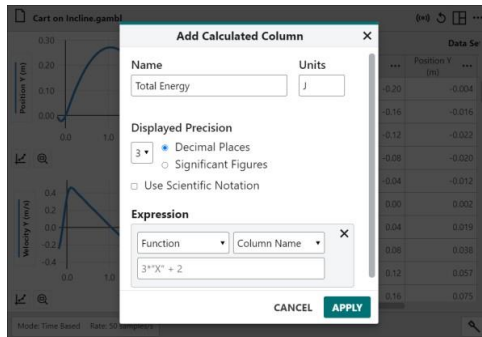 Cart on Incline.gambl
Data Se
Add Calculated Column
Name
Units
Total Energy
J
Displayed Precision
3
Decimal Places
Significant Figures
Use Scientific Notation
Expression
Function
Column Name
3*"X" + 2
CANCEL APPLY
Position Y (m)
0.30
0.20
0.10
0.00
0.0 1.0
Velocity Y (m/s)
0.4
0.2
0.0
-0.2
-0.4
0.0 1.0
Position Y
(m)
-0.20 -0.004
-0.16 -0.016
-0.12 -0.022
-0.08 -0.020
-0.04 -0.012
0.00 0.002
0.04 0.019
0.06 0.038
0.12 0.057
0.16 0.075
Mode: Time Based Rate: 50 samples/s